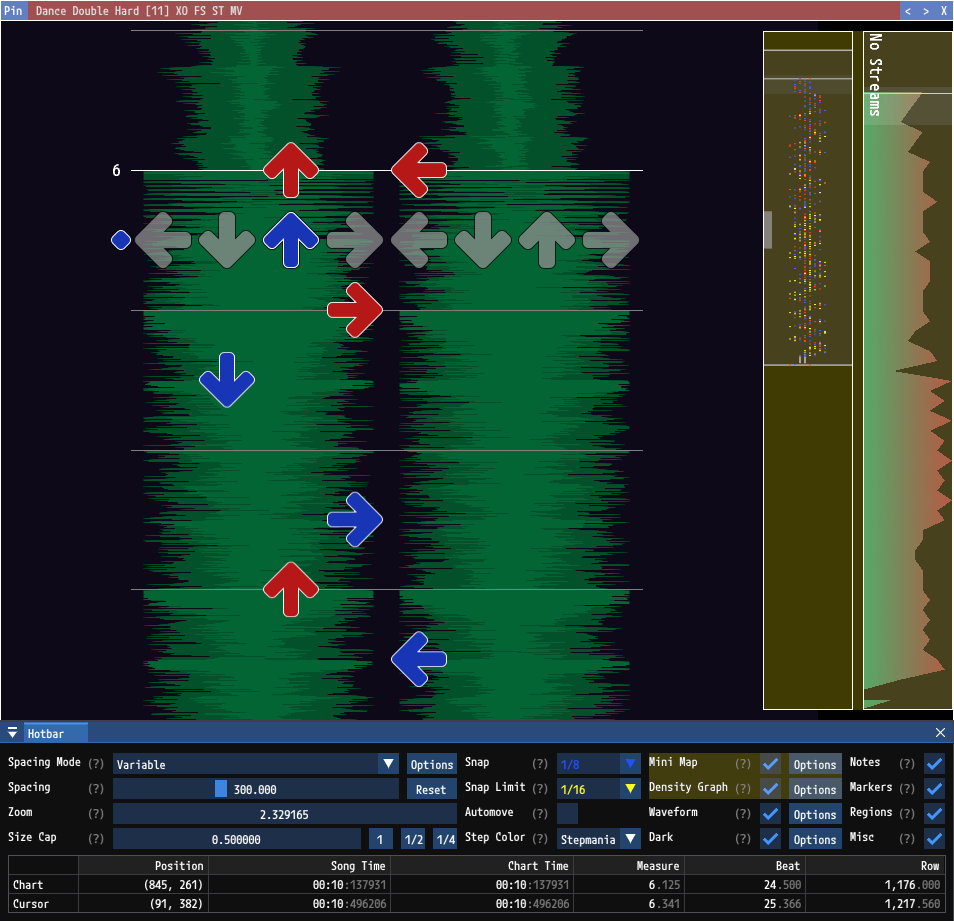 Pin Dance Double Hard [11] XO FS ST MV < > X
No Streams
6
Hotbar
Spacing Mode (?) Variable Options Snap (?) 1/8 Mini Map (?) Options Notes (?)
Spacing (?) 300.000 Reset Snap Limit (?) 1/16 Density Graph (?) Options Markers (?)
Zoom (?) 2.329165 Automove (?) Waveform (?) Options Regions (?)
Size Cap (?) 0.500000 1 1/2 1/4 Step Color (?) Stepmania Dark (?) Options Misc (?)
Position Song Time Chart Time Measure Beat Row
Chart (845, 261) 00:10:137931 00:10:137931 6.125 24.500 1,176.000
Cursor (91, 382) 00:10:496206 00:10:496206 6.341 25.366 1,217.560